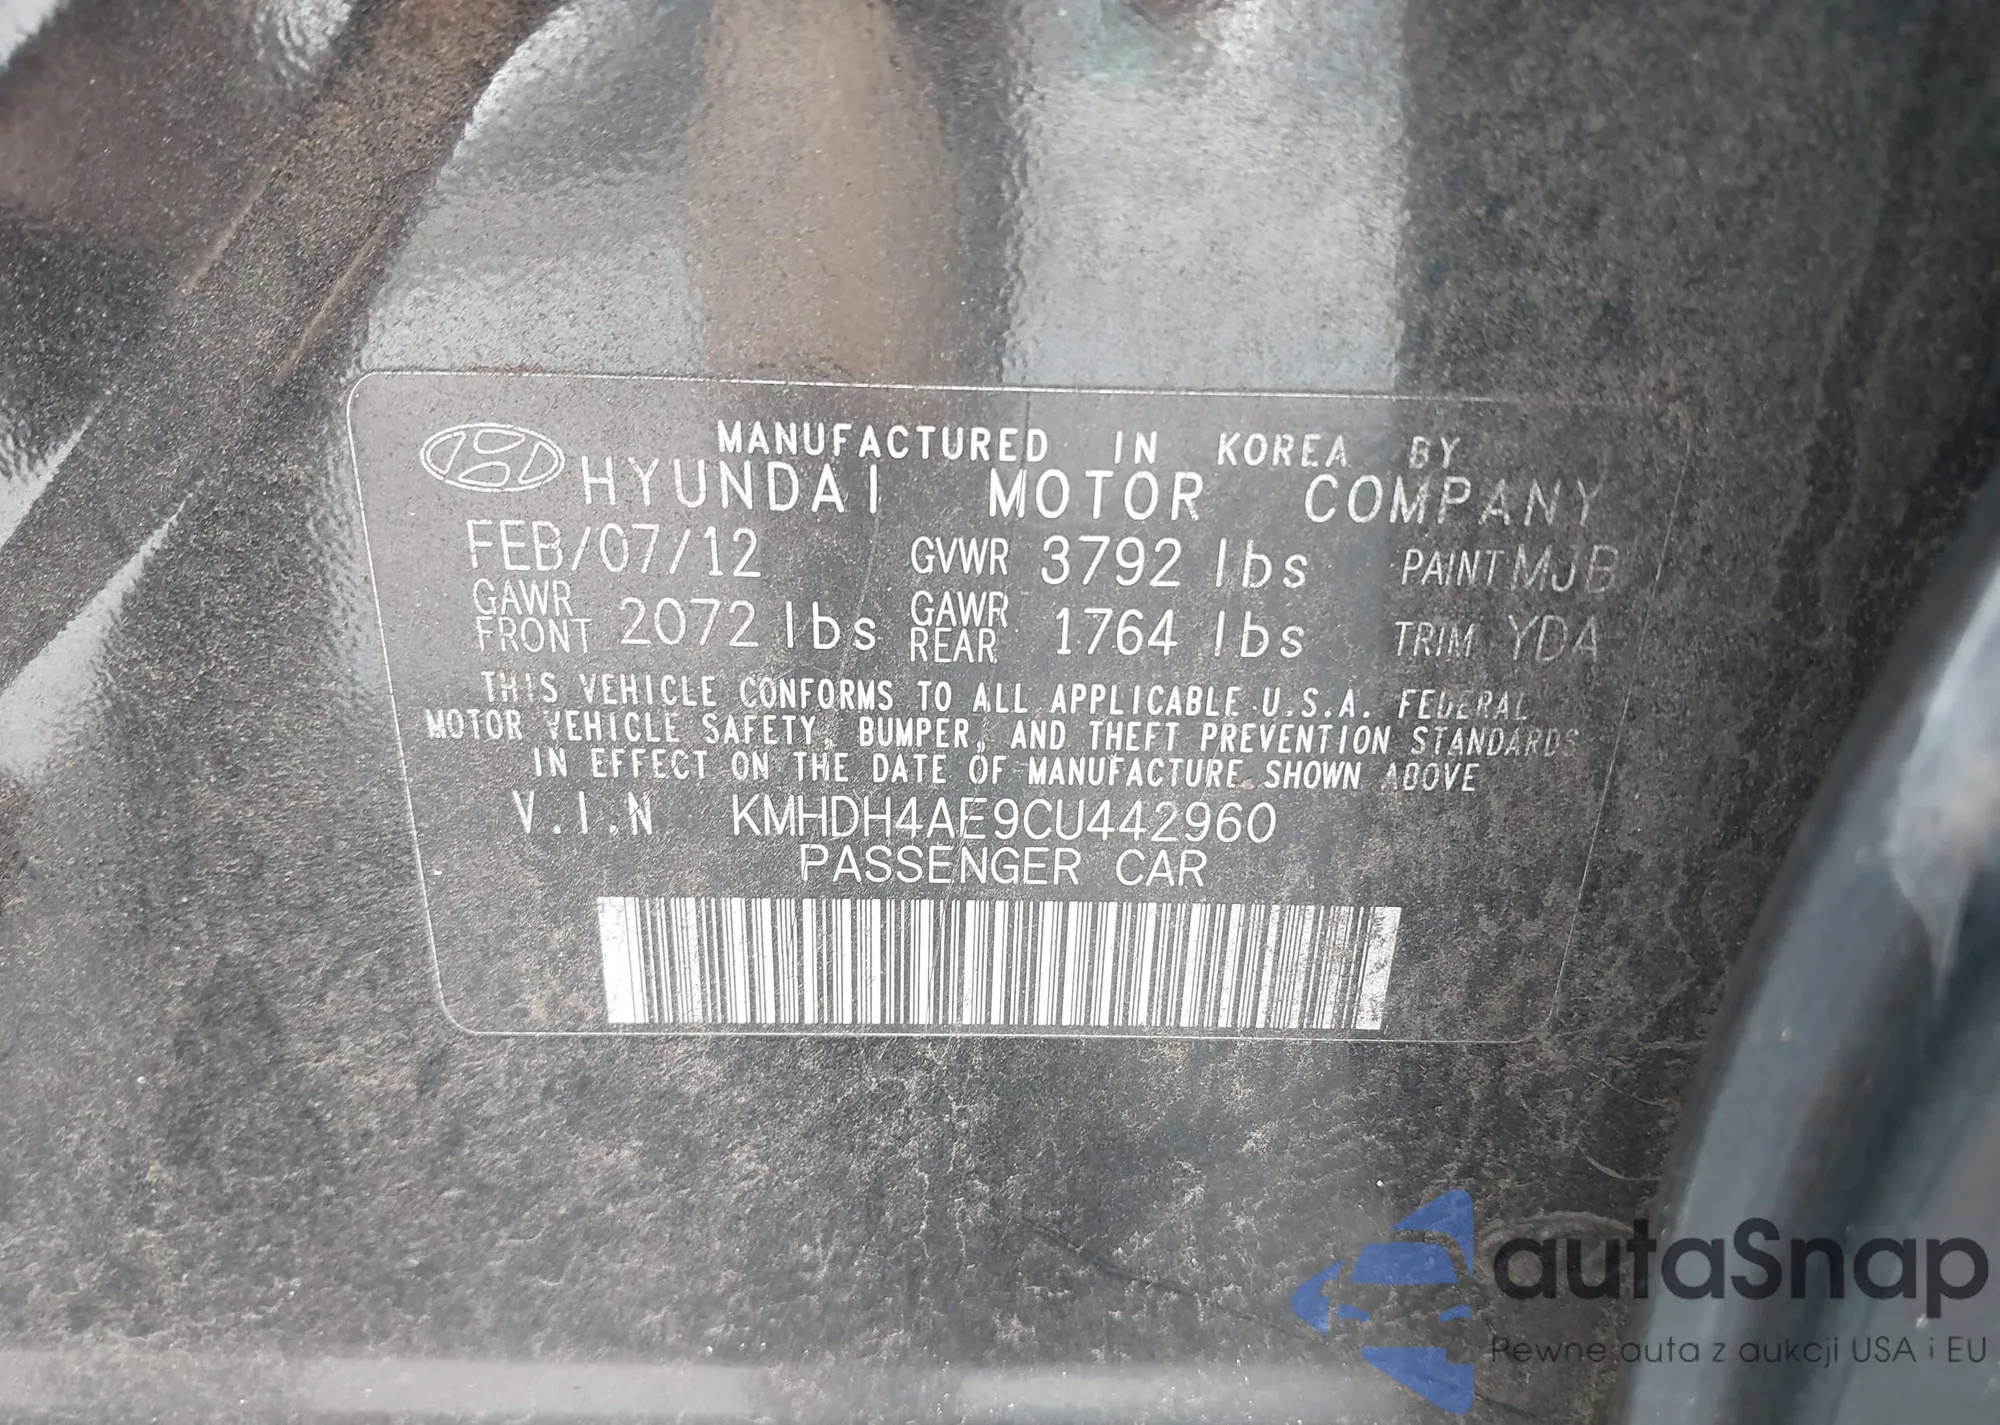 MANUFACTURED IN KOREA BY
HYUNDAI MOTOR COMPANY
FEB/07/12 GVWR 3792 lbs PAINT MJB
GAWR FRONT 2072 lbs GAWR REAR 1764 lbs TRIM YDA
THIS VEHICLE CONFORMS TO ALL APPLICABLE U.S.A. FEDERAL
MOTOR VEHICLE SAFETY, BUMPER, AND THEFT PREVENTION STANDARDS
IN EFFECT ON THE DATE OF MANUFACTURE SHOWN ABOVE
V.I.N KMHDH4AE9CU442960
PASSENGER CAR
autaSnap
Pewne auta z aukcji USA i EU